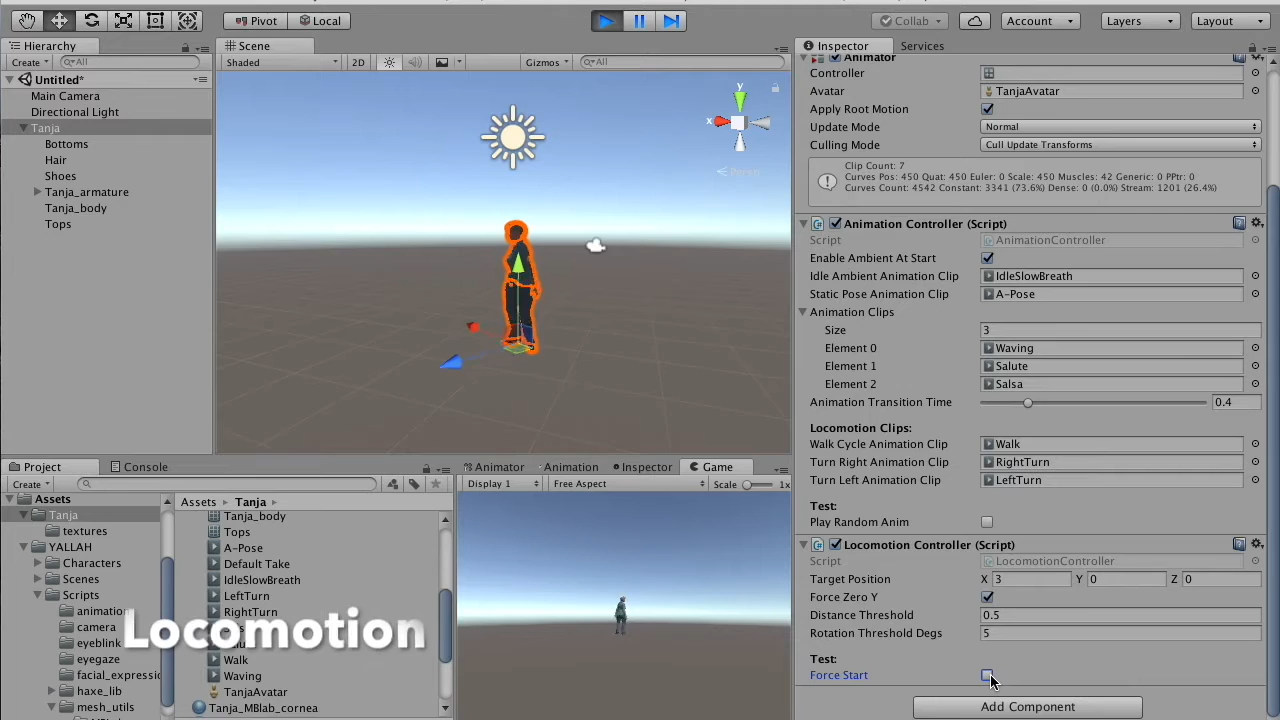 Pivot Local Collab Account Layers Layout
Hierarchy
Create All
Untitled*
Main Camera
Directional Light
Tanja
Bottoms
Hair
Shoes
Tanja_armature
Tanja_body
Tops
Scene
Shaded 2D Gizmos All
y
x
Persp
Inspector Services
Animator
Controller
Avatar TanjaAvatar
Apply Root Motion
Update Mode Normal
Culling Mode Cull Update Transforms
Clip Count: 7
Curves Pos: 450 Quat: 450 Euler: 0 Scale: 450 Muscles: 42 Generic: 0 PPtr: 0
Curves Count: 4542 Constant: 3341 (73.6%) Dense: 0 (0.0%) Stream: 1201 (26.4%)
Animation Controller (Script)
Script AnimationController
Enable Ambient At Start
Idle Ambient Animation Clip IdleSlowBreath
Static Pose Animation Clip A-Pose
Animation Clips
Size 3
Element 0 Waving
Element 1 Salute
Element 2 Salsa
Animation Transition Time 0.4
Locomotion Clips:
Walk Cycle Animation Clip Walk
Turn Right Animation Clip RightTurn
Turn Left Animation Clip LeftTurn
Test:
Play Random Anim
Locomotion Controller (Script)
Script LocomotionController
Target Position X 3 Y 0 Z 0
Force Zero Y
Distance Threshold 0.5
Rotation Threshold Degs 5
Test:
Force Start
Add Component
Project Console
Create
Assets
Tanja
textures
YALLAH
Characters
Scenes
Scripts
animation
camera
eyeblink
eyegaze
facial_expressio
haxe_lib
mesh_utils
Assets Tanja
Tanja_body
Tops
A-Pose
Default Take
IdleSlowBreath
LeftTurn
RightTurn
Walk
Waving
TanjaAvatar
Tanja_MBlab_cornea
Animator Animation Inspector Game
Display 1 Free Aspect Scale 1x
Locomotion